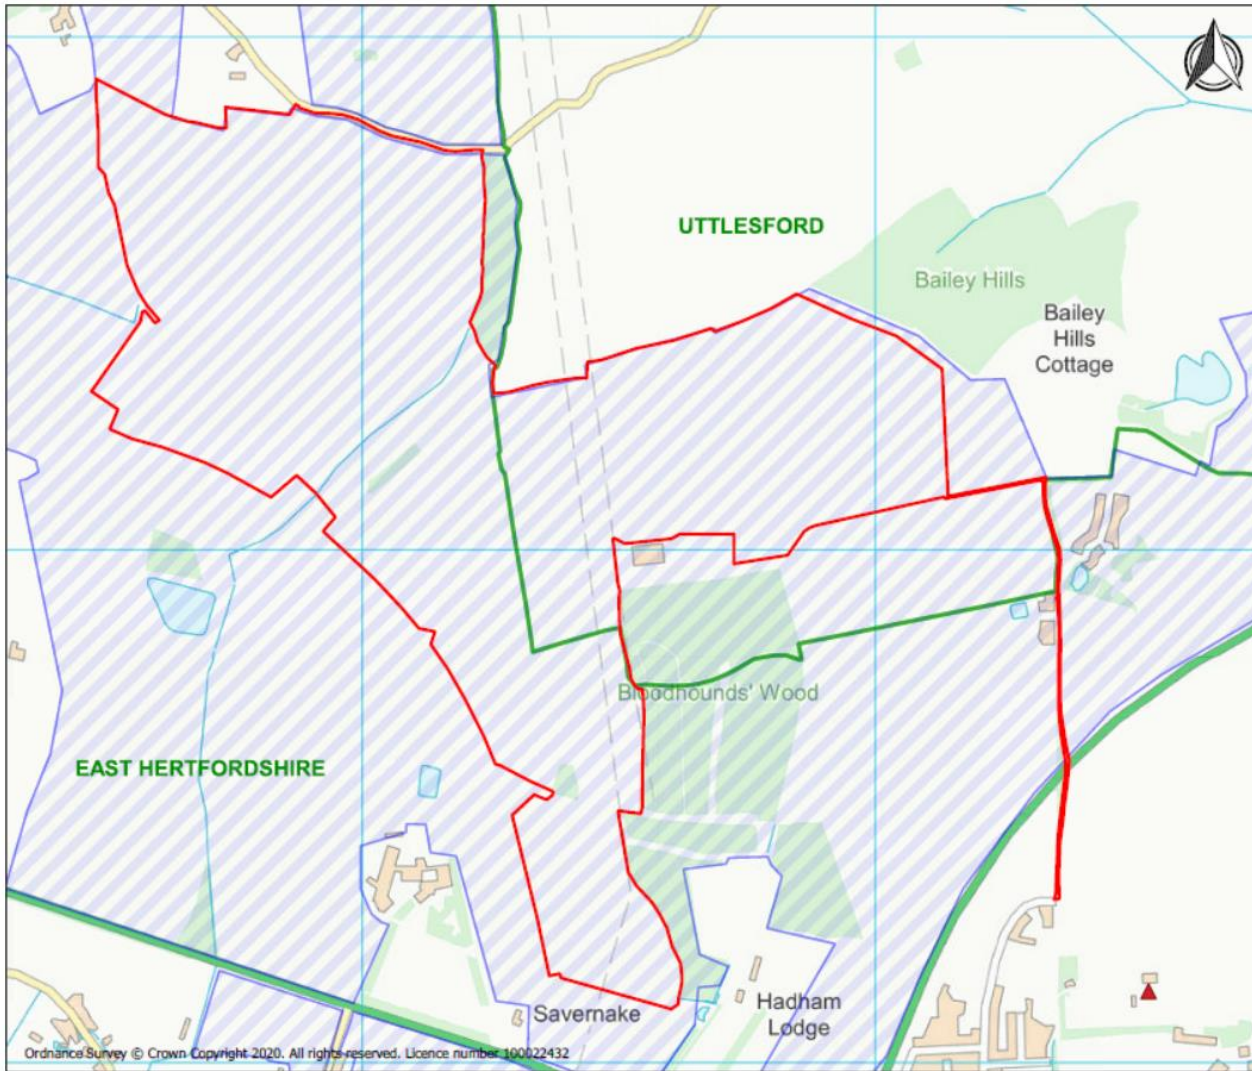 UTTLESFORD
Bailey Hills
Bailey
Hills
Cottage
Bloodhounds' Wood
EAST HERTFORDSHIRE
Savernake
Hadham
Lodge
Ordnance Survey © Crown Copyright 2020. All rights reserved. Licence number 100022432